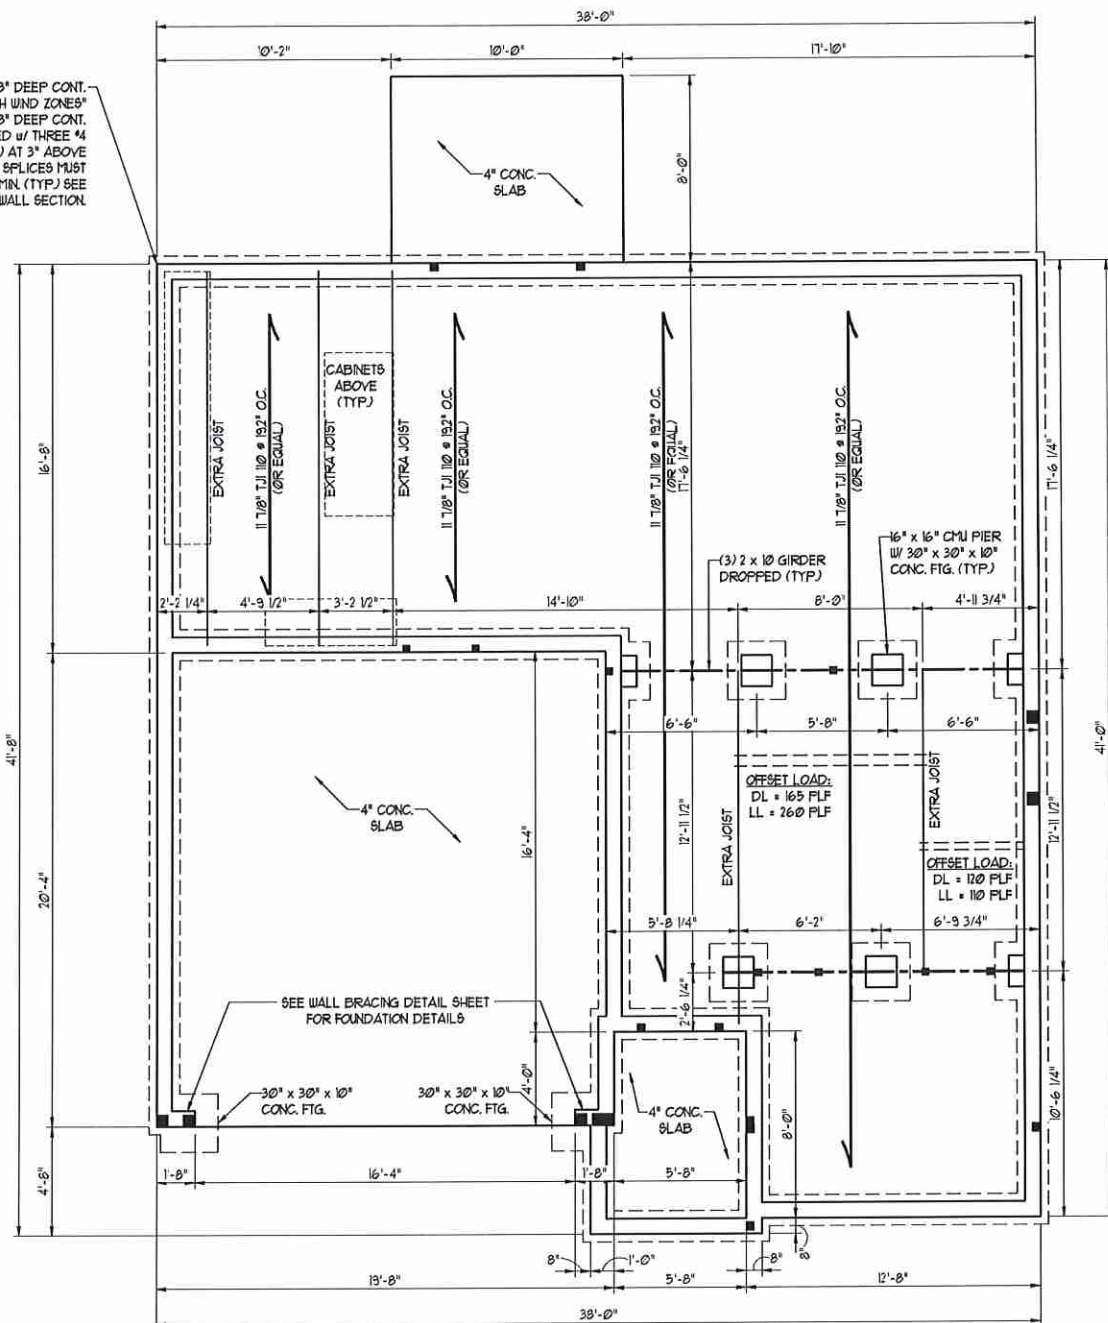 38'-0"
10'-2"
10'-0"
17'-10"
3" DEEP CONT.
H WIND ZONES"
3" DEEP CONT.
ED w/ THREE #4
) AT 3" ABOVE
SPLICES MUST
MIN. (TYP.) SEE
WALL SECTION.
4" CONC.
SLAB
8'-0"
CABINETS
ABOVE
(TYP.)
EXTRA JOIST
11 7/8" TJI 110 @ 19.2" O.C.
(OR EQUAL)
EXTRA JOIST
EXTRA JOIST
11 7/8" TJI 110 @ 19.2" O.C.
(OR EQUAL)
11 7/8" TJI 110 @ 19.2" O.C.
(OR EQUAL)
17'-6 1/4"
11 7/8" TJI 110 @ 19.2" O.C.
(OR EQUAL)
17'-6 1/4"
16'-8"
16" x 16" CMU PIER
W/ 30" x 30" x 10"
CONC. FTG. (TYP.)
(3) 2 x 10 GIRDER
DROPPED (TYP.)
2'-2 1/4"
4'-9 1/2"
3'-2 1/2"
14'-10"
8'-0"
4'-11 3/4"
6'-6"
5'-8"
6'-6"
41'-8"
41'-0"
OFFSET LOAD:
DL = 165 PLF
LL = 260 PLF
EXTRA JOIST
EXTRA JOIST
12'-11 1/2"
12'-11 1/2"
4" CONC.
SLAB
16'-4"
20'-4"
OFFSET LOAD:
DL = 120 PLF
LL = 110 PLF
5'-8 1/4"
6'-2"
6'-9 3/4"
SEE WALL BRACING DETAIL SHEET
FOR FOUNDATION DETAILS
2'-6 1/4"
30" x 30" x 10"
CONC. FTG.
30" x 30" x 10"
CONC. FTG.
4'-0"
4" CONC.
SLAB
8'-0"
10'-6 1/4"
4'-8"
1'-8"
16'-4"
1'-8"
5'-8"
8"
1'-0"
8"
8"
19'-8"
5'-8"
12'-8"
38'-0"